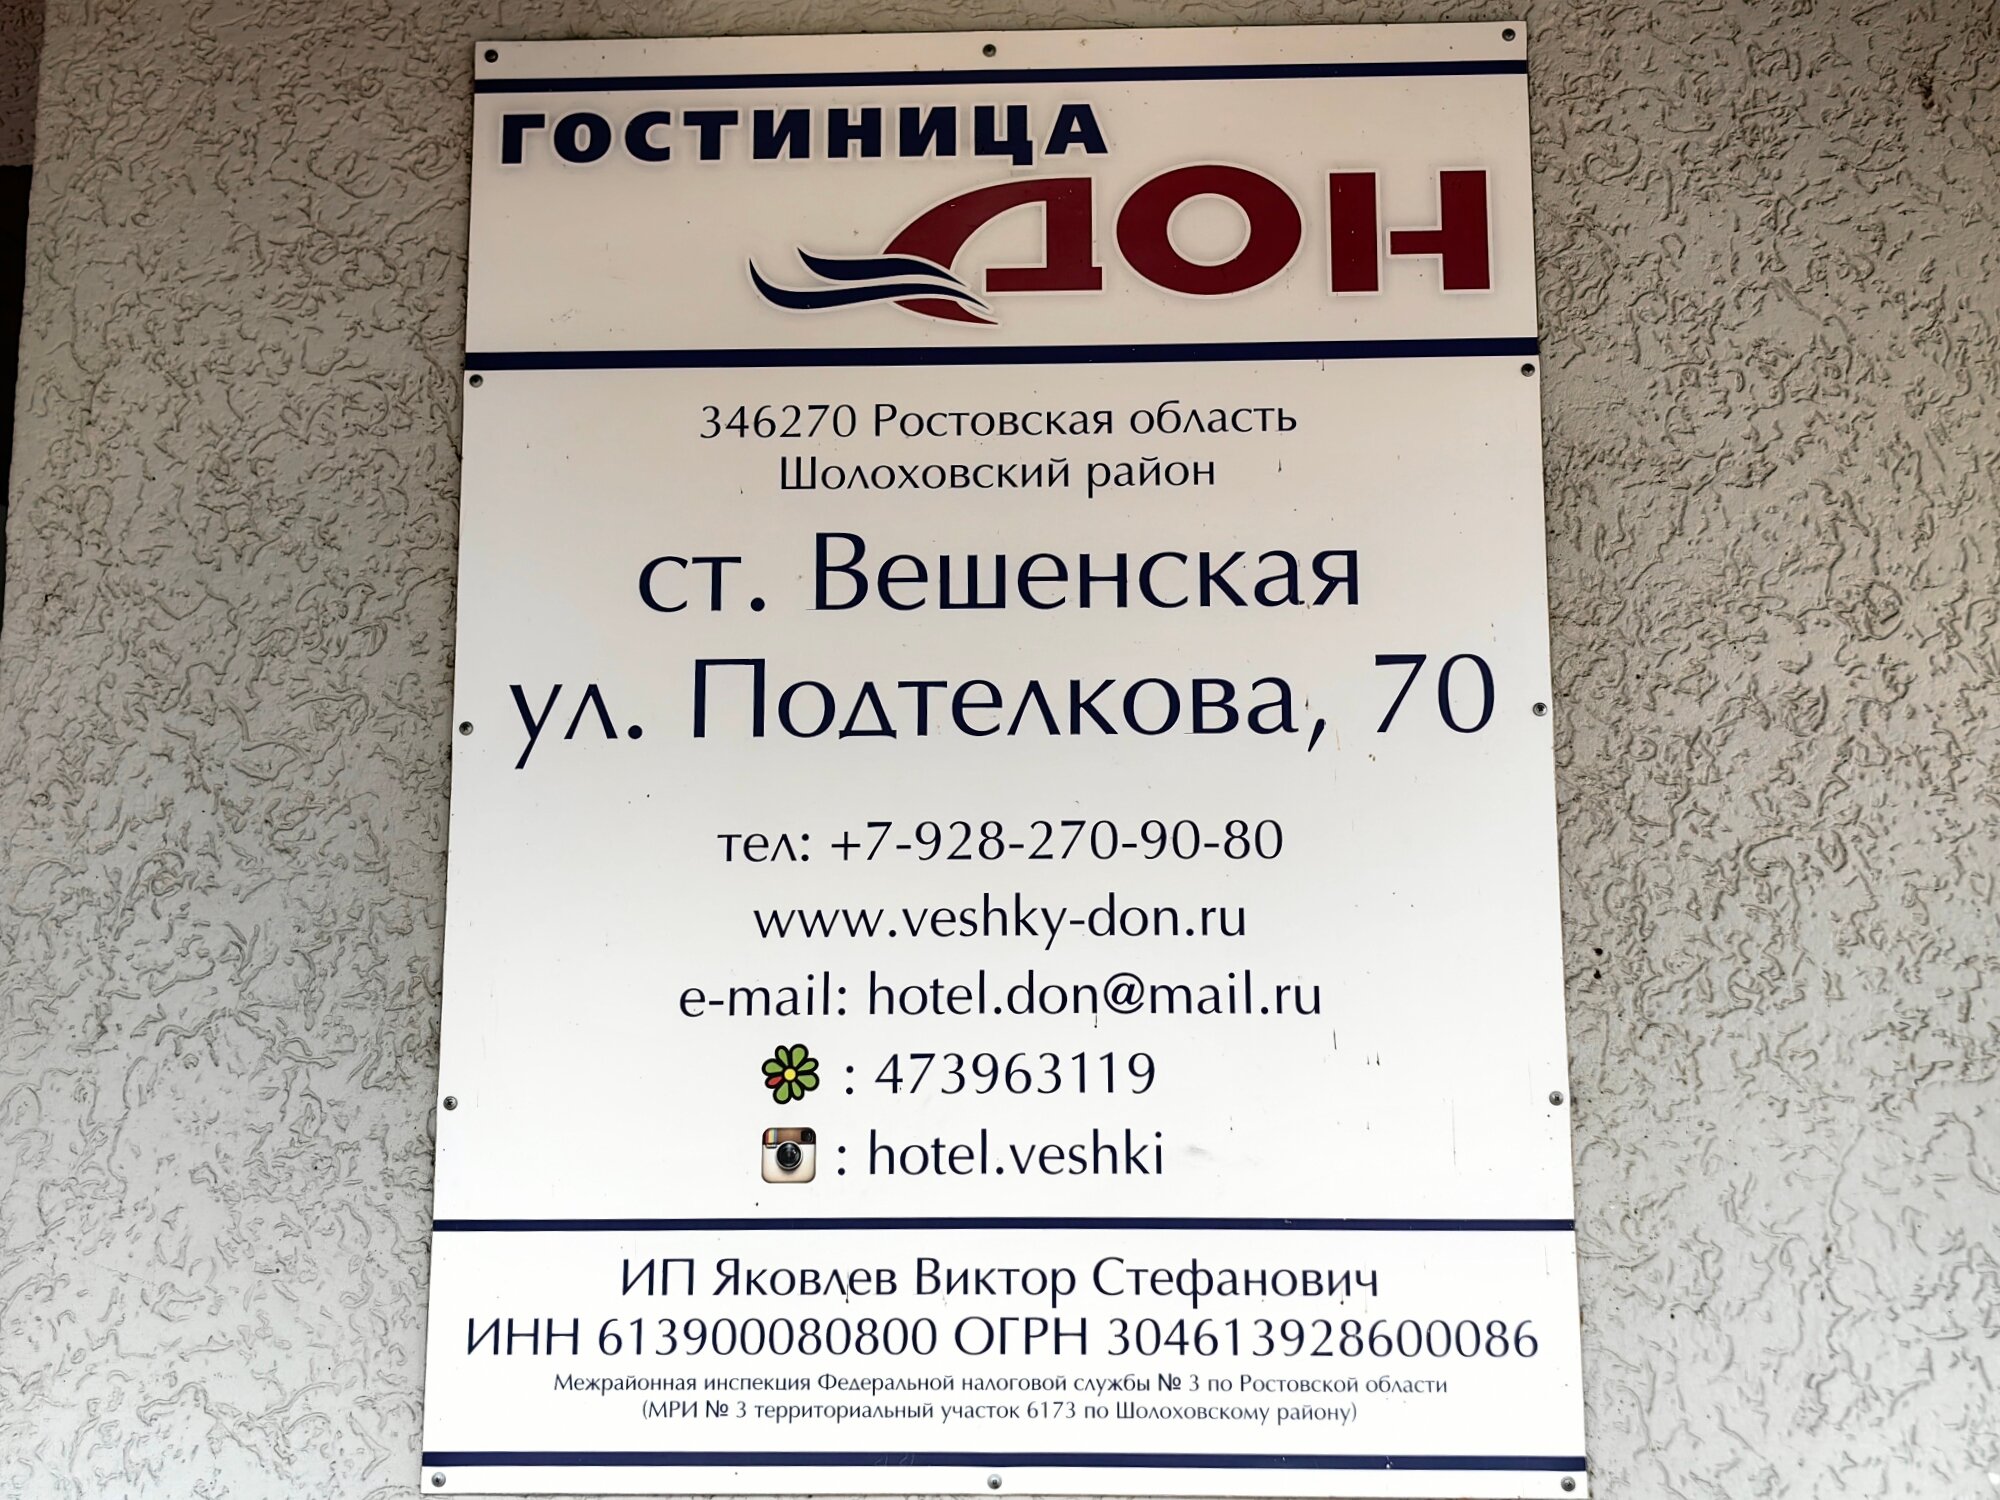 ГОСТИНИЦА
ДОН
346270 Ростовская область
Шолоховский район
ст. Вешенская
ул. Подтелкова, 70
тел: +7-928-270-90-80
www.veshky-don.ru
e-mail: hotel.don@mail.ru
: 473963119
: hotel.veshki
ИП Яковлев Виктор Стефанович
ИНН 613900080800 ОГРН 304613928600086
Межрайонная инспекция Федеральной налоговой службы № 3 по Ростовской области
(МРИ № 3 территориальный участок 6173 по Шолоховскому району)